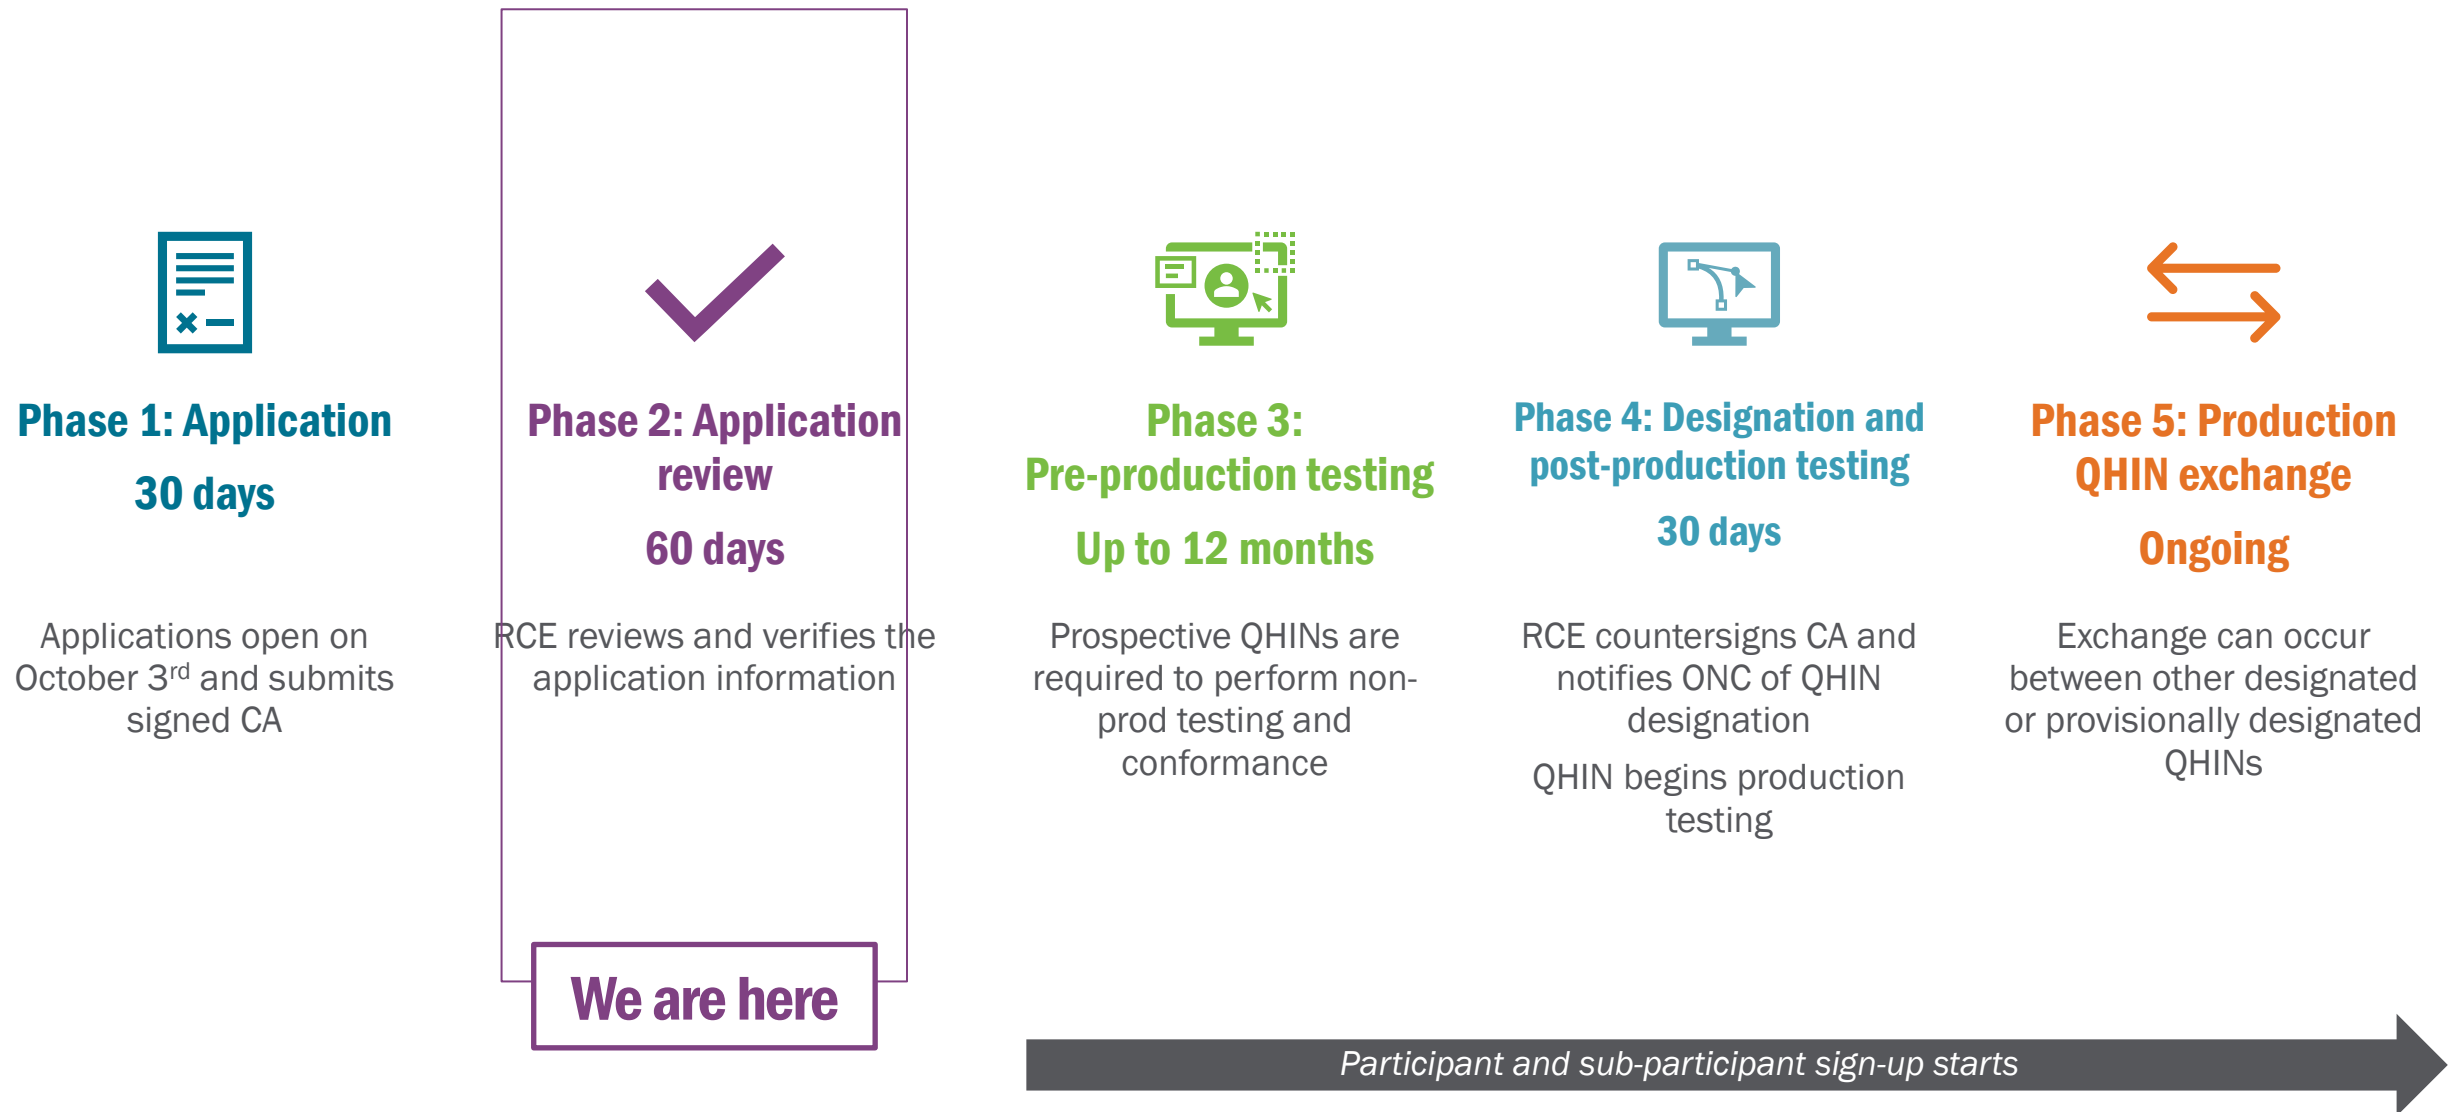 Phase 1: Application
30 days
Applications open on
October 3rd and submits
signed CA
Phase 2: Application
review
60 days
RCE reviews and verifies the
application information
We are here
Phase 3:
Pre-production testing
Up to 12 months
Prospective QHINs are
required to perform non-
prod testing and
conformance
Phase 4: Designation and
post-production testing
30 days
RCE countersigns CA and
notifies ONC of QHIN
designation
QHIN begins production
testing
Phase 5: Production
QHIN exchange
Ongoing
Exchange can occur
between other designated
or provisionally designated
QHINs
Participant and sub-participant sign-up starts